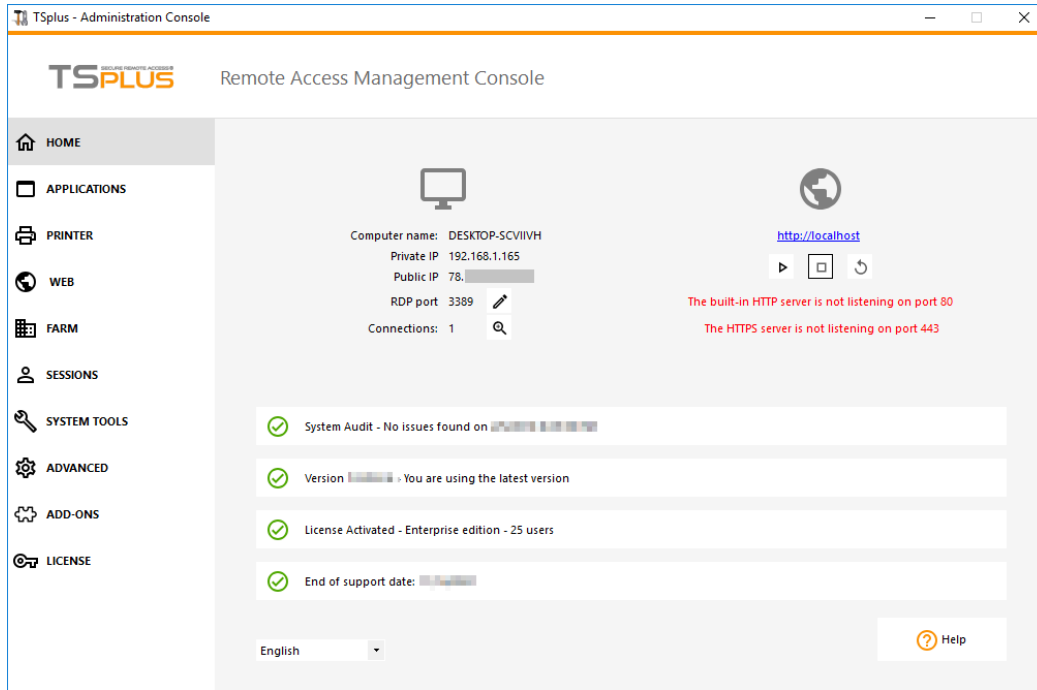 TSplus - Administration Console
SECURE REMOTE ACCESS
TSPLUS
Remote Access Management Console
HOME
APPLICATIONS
PRINTER
WEB
FARM
SESSIONS
SYSTEM TOOLS
ADVANCED
ADD-ONS
LICENSE
Computer name: DESKTOP-SCVIIVH
Private IP 192.168.1.165
Public IP 78.
RDP port 3389
Connections: 1
http://localhost
The built-in HTTP server is not listening on port 80
The HTTPS server is not listening on port 443
System Audit - No issues found on
Version - You are using the latest version
License Activated - Enterprise edition - 25 users
End of support date:
English
Help